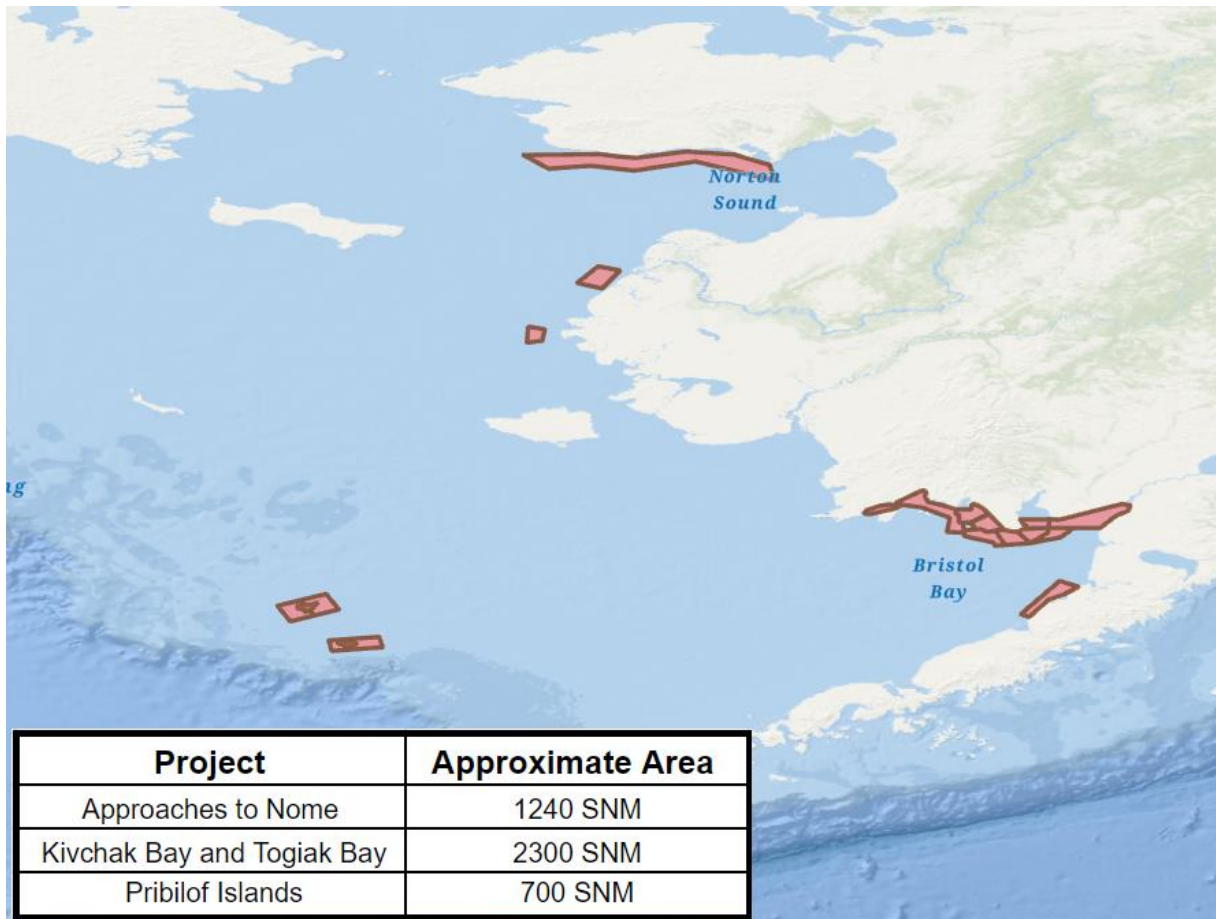 Norton
Sound
ng
Bristol
Bay
Project Approximate Area
Approaches to Nome 1240 SNM
Kivchak Bay and Togiak Bay 2300 SNM
Pribilof Islands 700 SNM